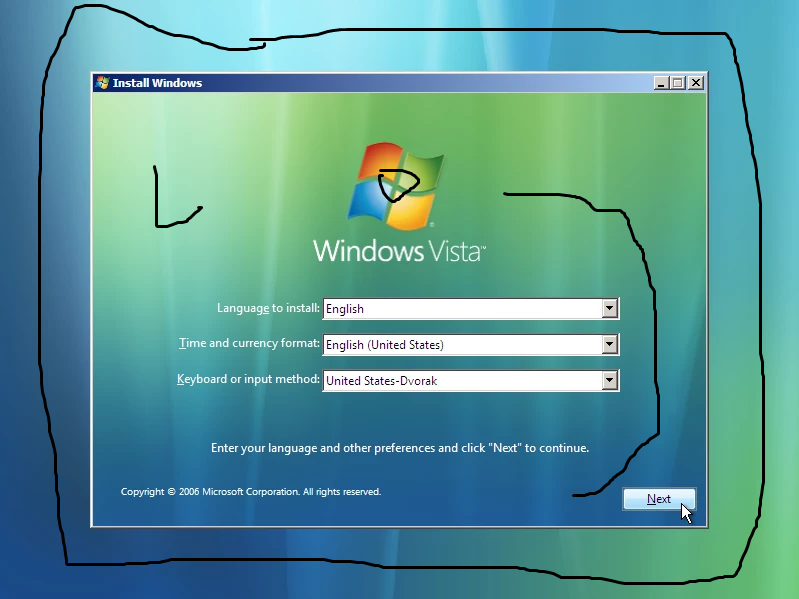 Install Windows
Windows Vista™
Language to install: English
Time and currency format: English (United States)
Keyboard or input method: United States-Dvorak
Enter your language and other preferences and click "Next" to continue.
Copyright © 2006 Microsoft Corporation. All rights reserved.
Next